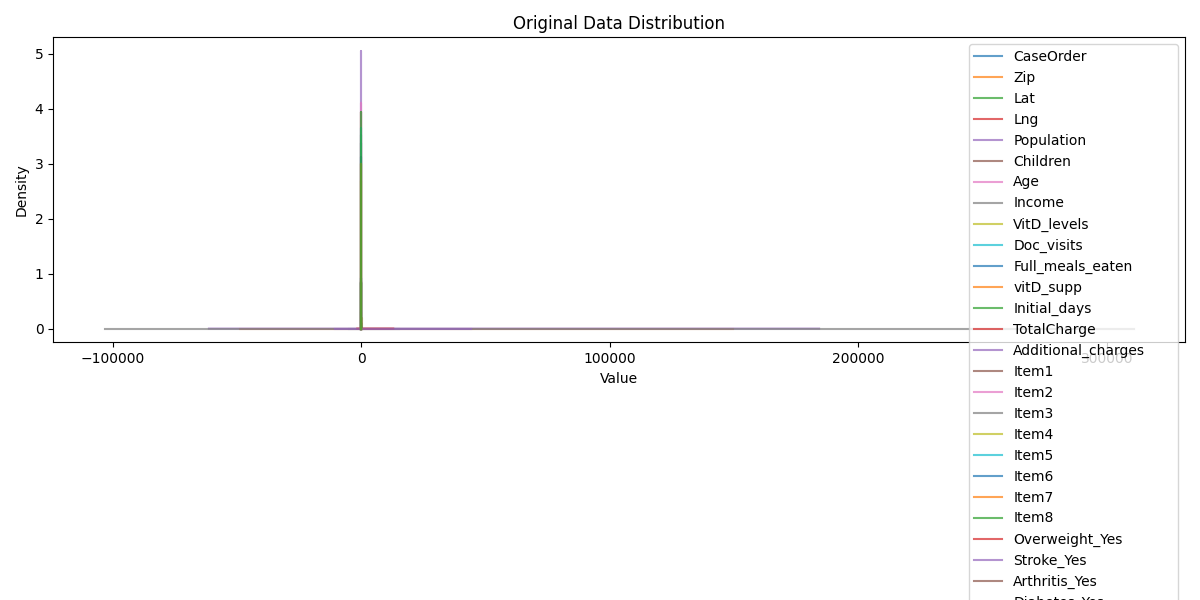 Original Data Distribution
5
4
3
2
1
0
Density
−100000
0
100000
200000
300000
Value
CaseOrder
Zip
Lat
Lng
Population
Children
Age
Income
VitD_levels
Doc_visits
Full_meals_eaten
vitD_supp
Initial_days
TotalCharge
Additional_charges
Item1
Item2
Item3
Item4
Item5
Item6
Item7
Item8
Overweight_Yes
Stroke_Yes
Arthritis_Yes
Diabetes_Yes